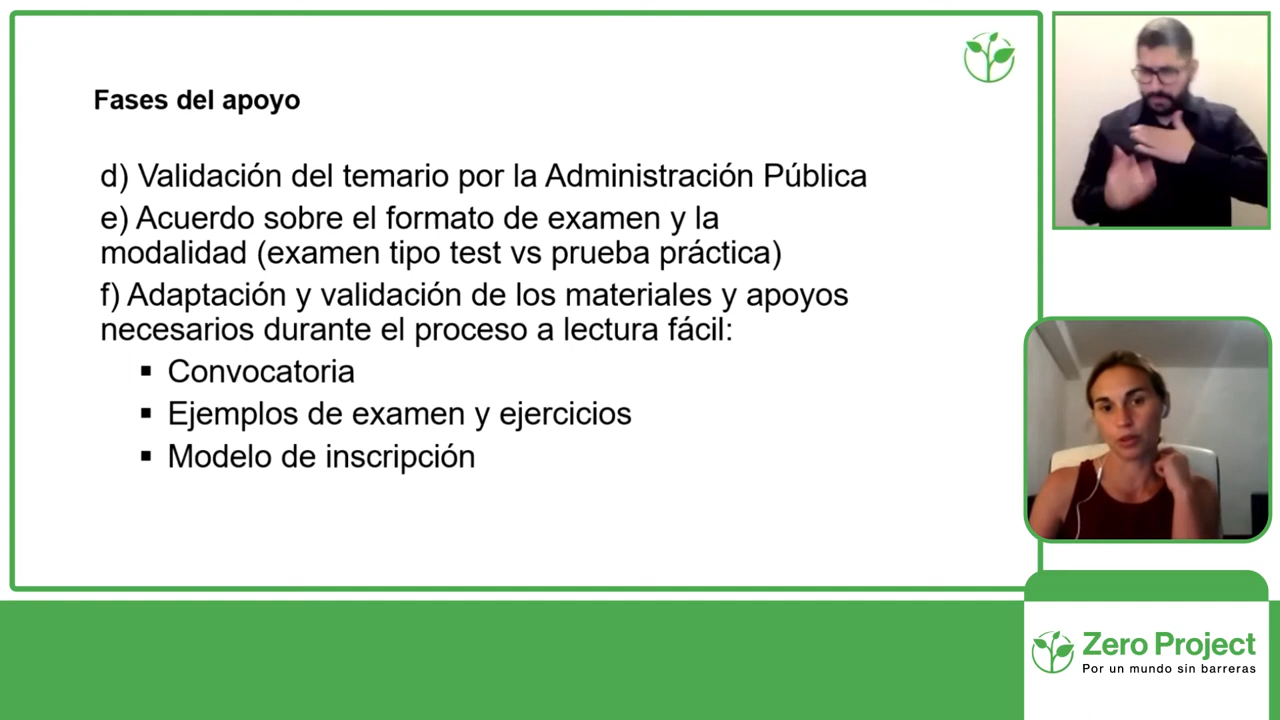 Fases del apoyo
d) Validación del temario por la Administración Pública
e) Acuerdo sobre el formato de examen y la
modalidad (examen tipo test vs prueba práctica)
f) Adaptación y validación de los materiales y apoyos
necesarios durante el proceso a lectura fácil:
▪ Convocatoria
▪ Ejemplos de examen y ejercicios
▪ Modelo de inscripción
Zero Project
Por un mundo sin barreras